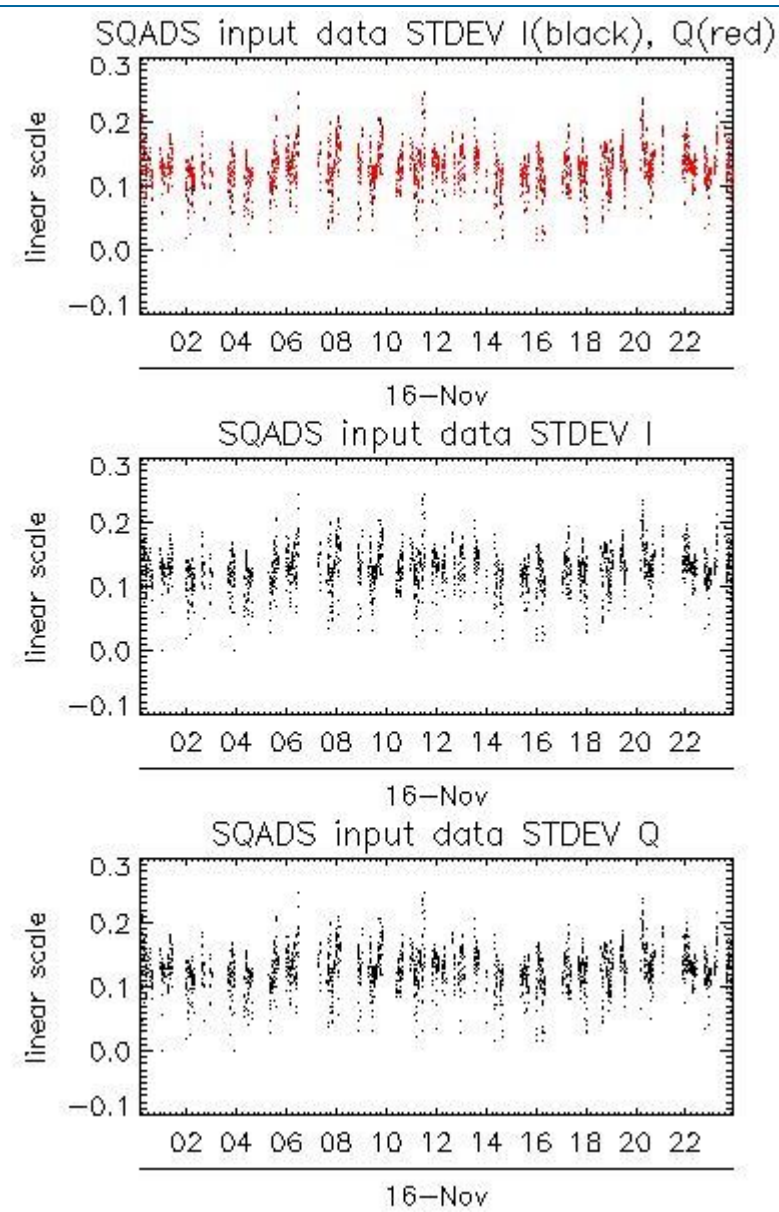 SQADS input data STDEV I(black), Q(red)
0.3
0.2
0.1
0.0
−0.1
linear scale
02 04 06 08 10 12 14 16 18 20 22
16−Nov
SQADS input data STDEV I
0.3
0.2
0.1
0.0
−0.1
linear scale
02 04 06 08 10 12 14 16 18 20 22
16−Nov
SQADS input data STDEV Q
0.3
0.2
0.1
0.0
−0.1
linear scale
02 04 06 08 10 12 14 16 18 20 22
16−Nov